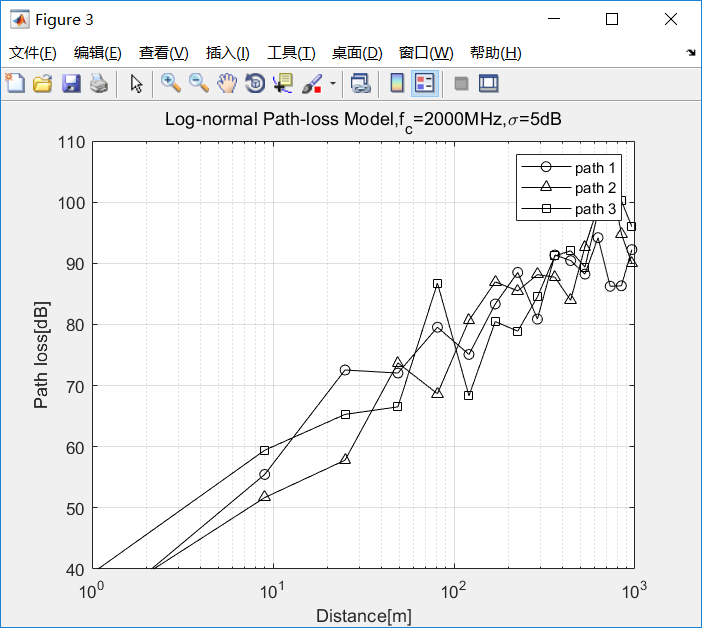 Figure 3
文件(F) 编辑(E) 查看(V) 插入(I) 工具(T) 桌面(D) 窗口(W) 帮助(H)
Log-normal Path-loss Model,f_c=2000MHz,σ=5dB
110
100
90
80
70
60
50
40
Path loss[dB]
path 1
path 2
path 3
10^0 10^1 10^2 10^3
Distance[m]